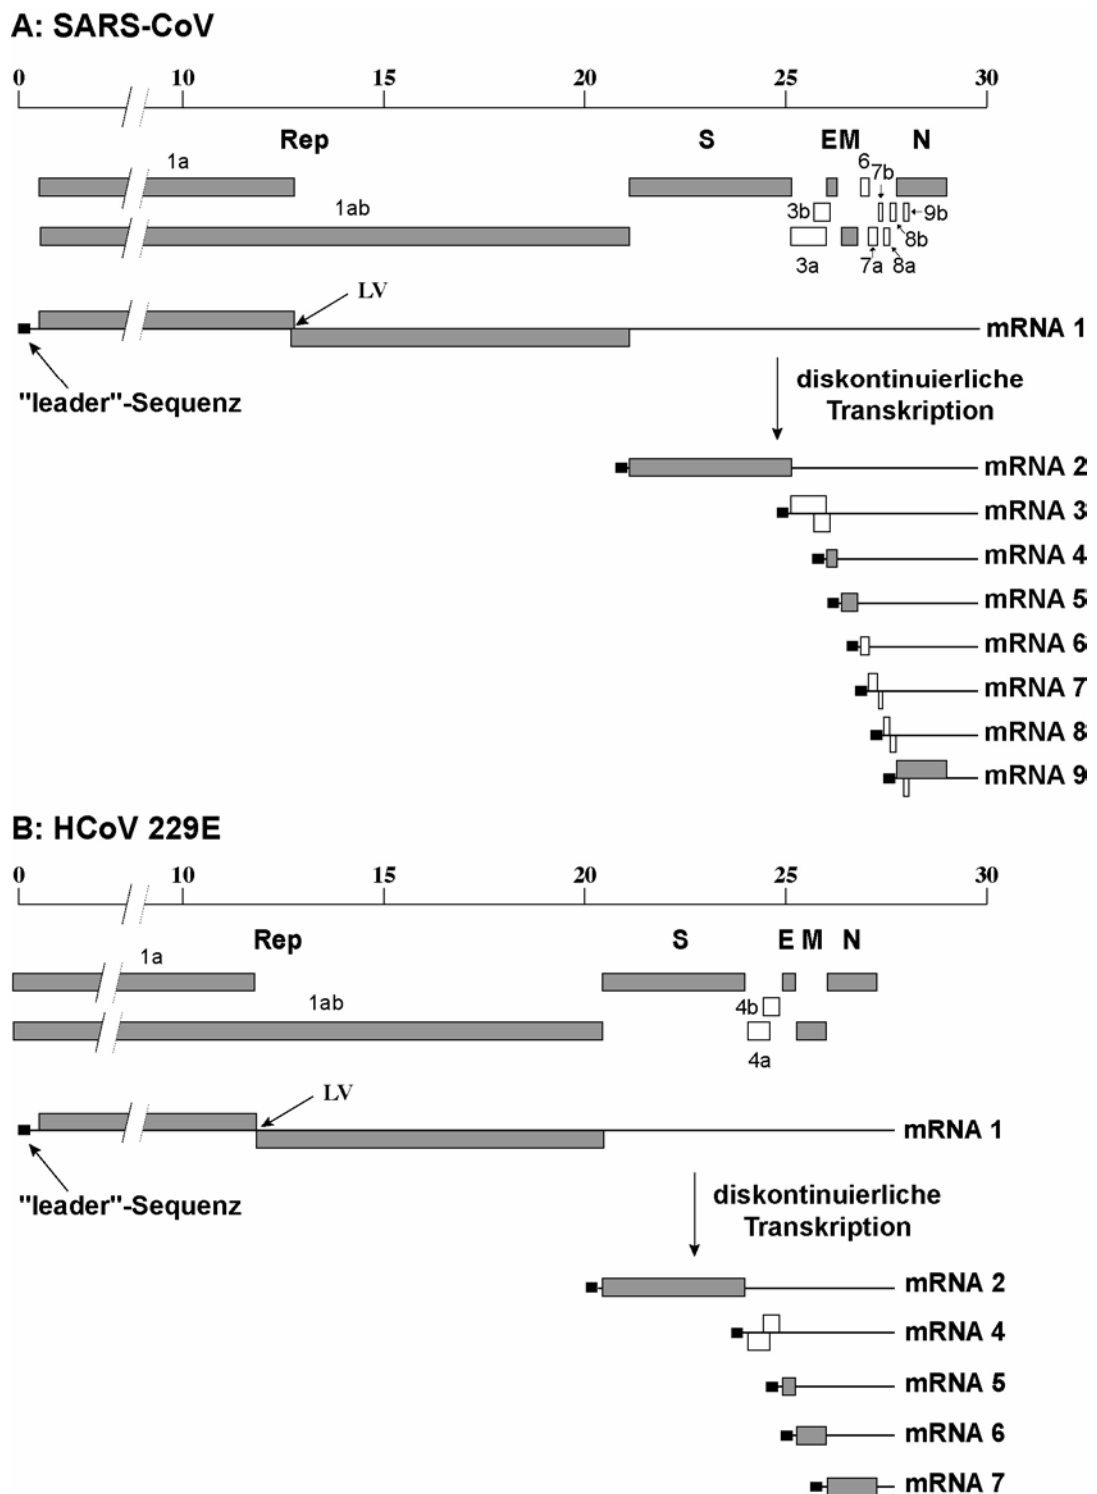 A: SARS-CoV
0 10 15 20 25 30
Rep S E M N
1a 6 7b
1ab 3b 9b
8b
3a 7a 8a
LV
mRNA 1
"leader"-Sequenz
diskontinuierliche
Transkription
mRNA 2
mRNA 3
mRNA 4
mRNA 5
mRNA 6
mRNA 7
mRNA 8
mRNA 9
B: HCoV 229E
0 10 15 20 25 30
Rep S E M N
1a
1ab 4b
4a
LV
mRNA 1
"leader"-Sequenz
diskontinuierliche
Transkription
mRNA 2
mRNA 4
mRNA 5
mRNA 6
mRNA 7